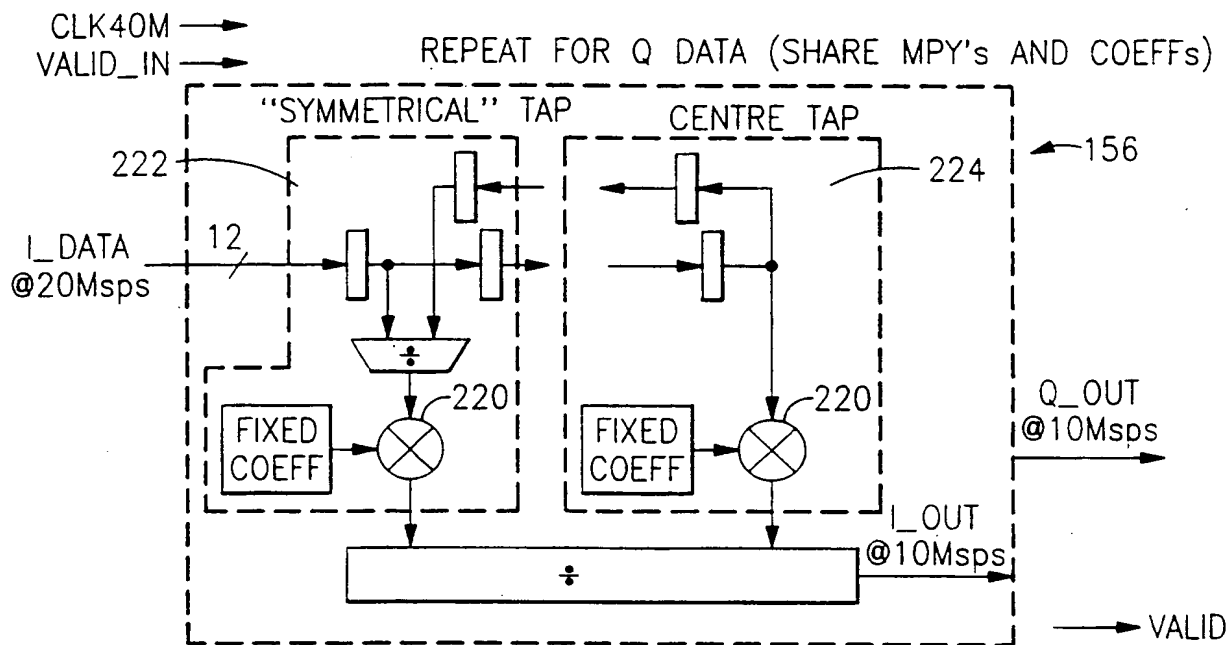 CLK40M
VALID_IN
REPEAT FOR Q DATA (SHARE MPY's AND COEFFs)
"SYMMETRICAL" TAP
CENTRE TAP
222
224
156
I_DATA
@20Msps
12
÷
220
220
FIXED
COEFF
FIXED
COEFF
Q_OUT
@10Msps
I_OUT
@10Msps
÷
VALID